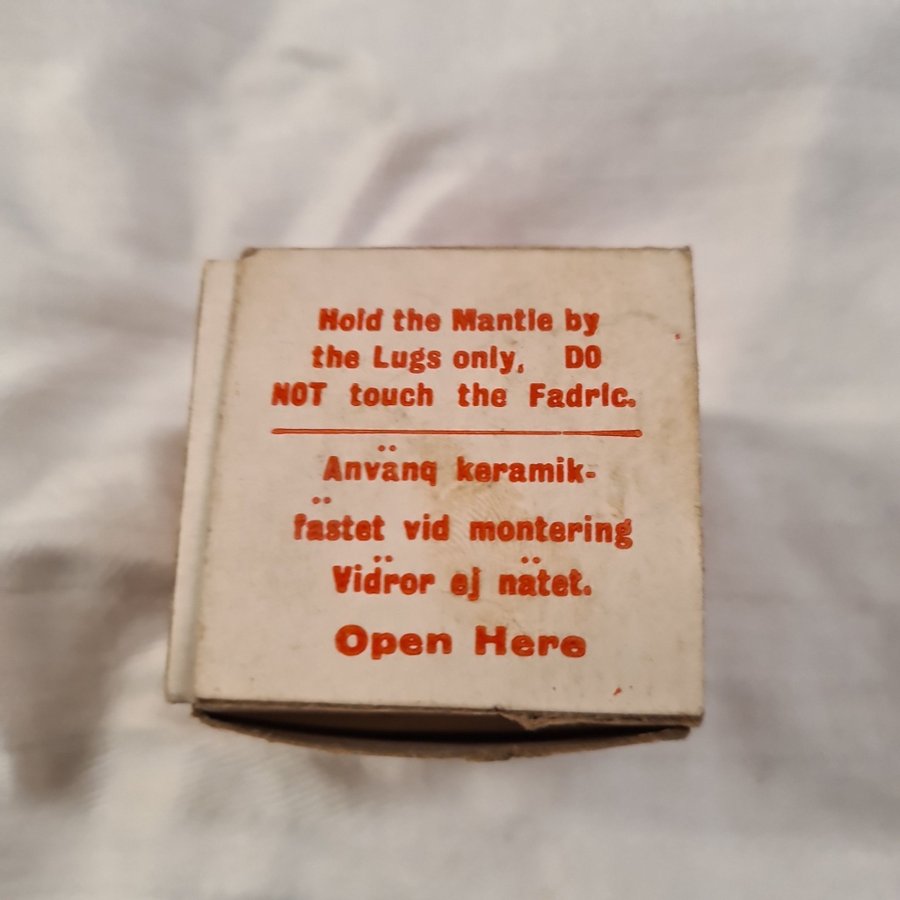 Hold the Mantle by
the Lugs only, DO
NOT touch the Fadric.
Använq keramik-
fästet vid montering
Vidröor ej nätet.
Open Here